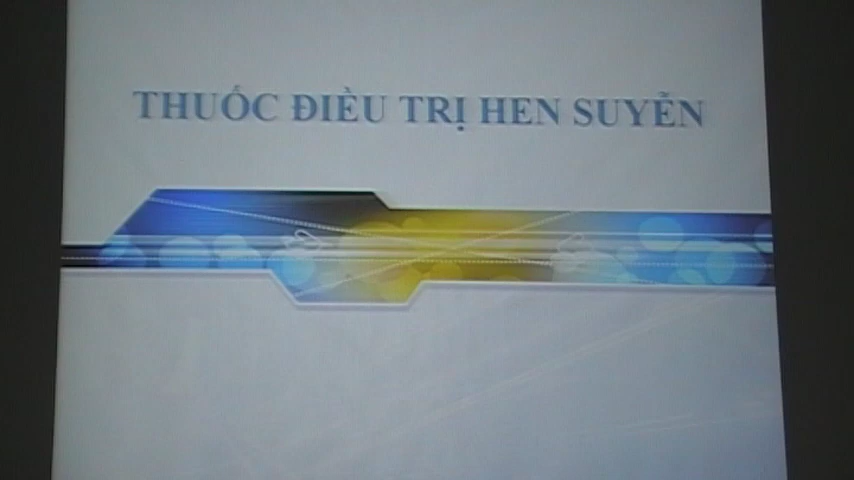 THUỐC ĐIỀU TRỊ HEN SUYỄN